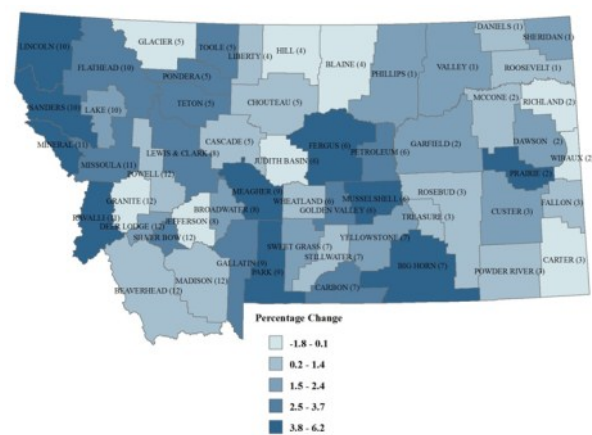 DANIELS (1)
GLACIER (5)
SHERIDAN (1)
LINCOLN (10)
TOOLE (5)
HILL (4)
LIBERTY (4)
BLAINE (4)
FLATHEAD (10)
PHILLIPS (1)
VALLEY (1)
ROOSEVELT (1)
PONDERA (5)
MCCONE (2)
RICHLAND (2)
TETON (5)
CHOUTEAU (5)
SANDERS (10)
LAKE (10)
CASCADE (5)
FERGUS (6)
GARFIELD (2)
DAWSON (2)
MINERAL (11)
LEWIS & CLARK (8)
PETROLEUM (6)
WIBAUX (2)
MISSOULA (11)
JUDITH BASIN (6)
PRAIRIE (2)
POWELL (12)
MEAGHER (9)
ROSEBUD (3)
GRANITE (12)
WHEATLAND (6)
MUSSELSHELL (6)
FALLON (3)
BROADWATER (8)
GOLDEN VALLEY (6)
TREASURE (3)
CUSTER (3)
RAVALLI (11)
JEFFERSON (8)
DEER LODGE (12)
SILVER BOW (12)
SWEET GRASS (7)
YELLOWSTONE (7)
STILLWATER (7)
GALLATIN (9)
PARK (9)
BIG HORN (7)
POWDER RIVER (3)
CARTER (3)
MADISON (12)
CARBON (7)
BEAVERHEAD (12)
Percentage Change
-1.8 - 0.1
0.2 - 1.4
1.5 - 2.4
2.5 - 3.7
3.8 - 6.2